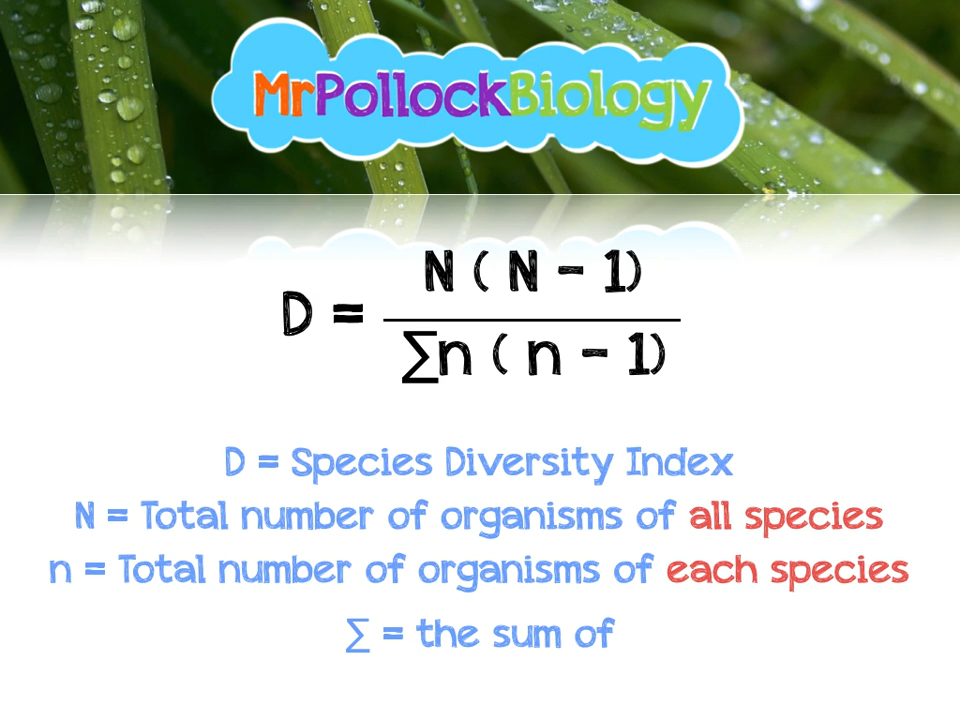 MrPollockBiology
D = N ( N - 1)
∑n ( n - 1)
D = Species Diversity Index
N = Total number of organisms of all species
n = Total number of organisms of each species
∑ = the sum of